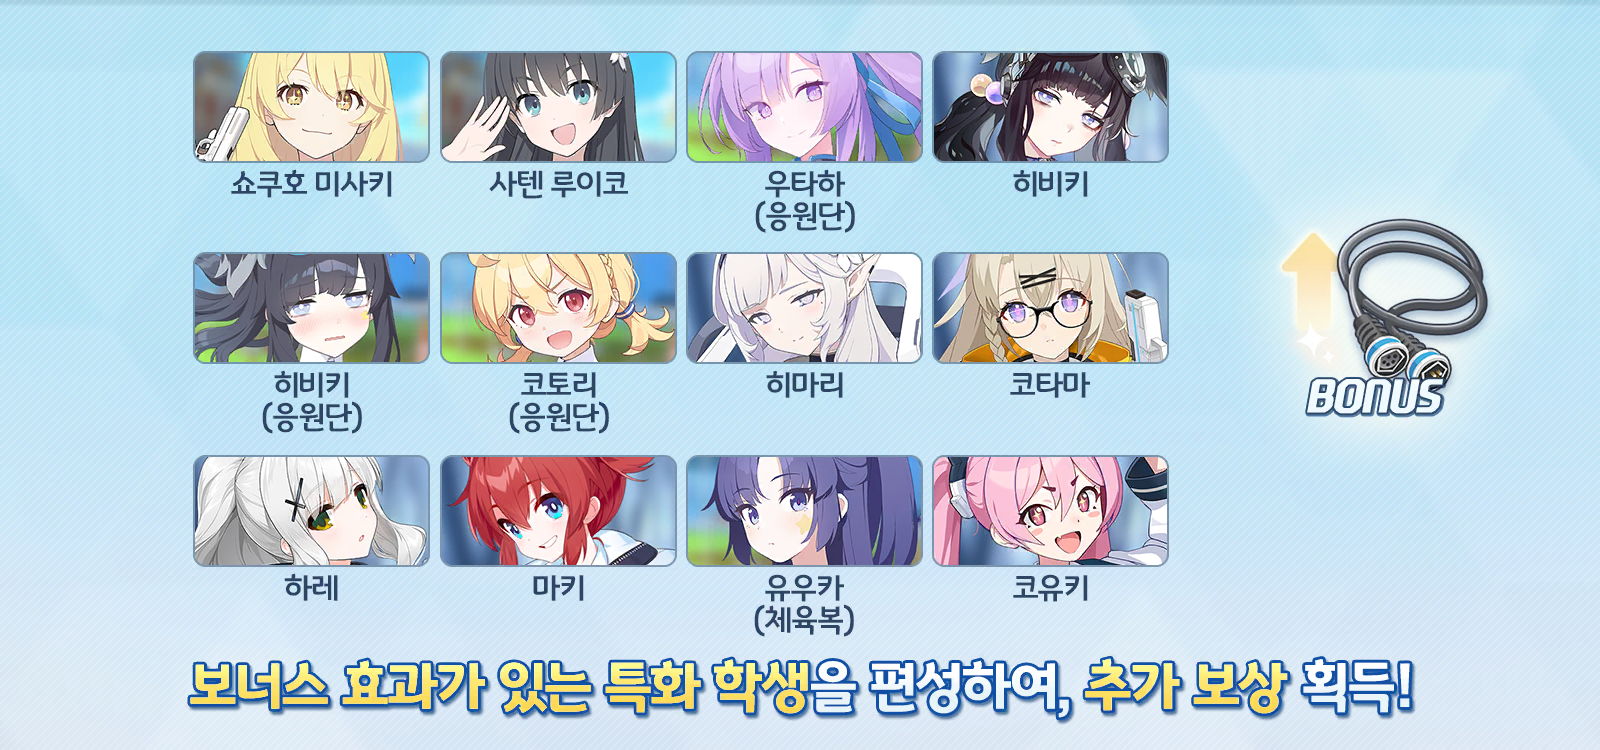 쇼쿠호 미사키
사텐 루이코
우타하
(응원단)
히비키
히비키
(응원단)
코토리
(응원단)
히마리
코타마
BONUS
하레
마키
유우카
(체육복)
코유키
보너스 효과가 있는 특화 학생을 편성하여, 추가 보상 획득!